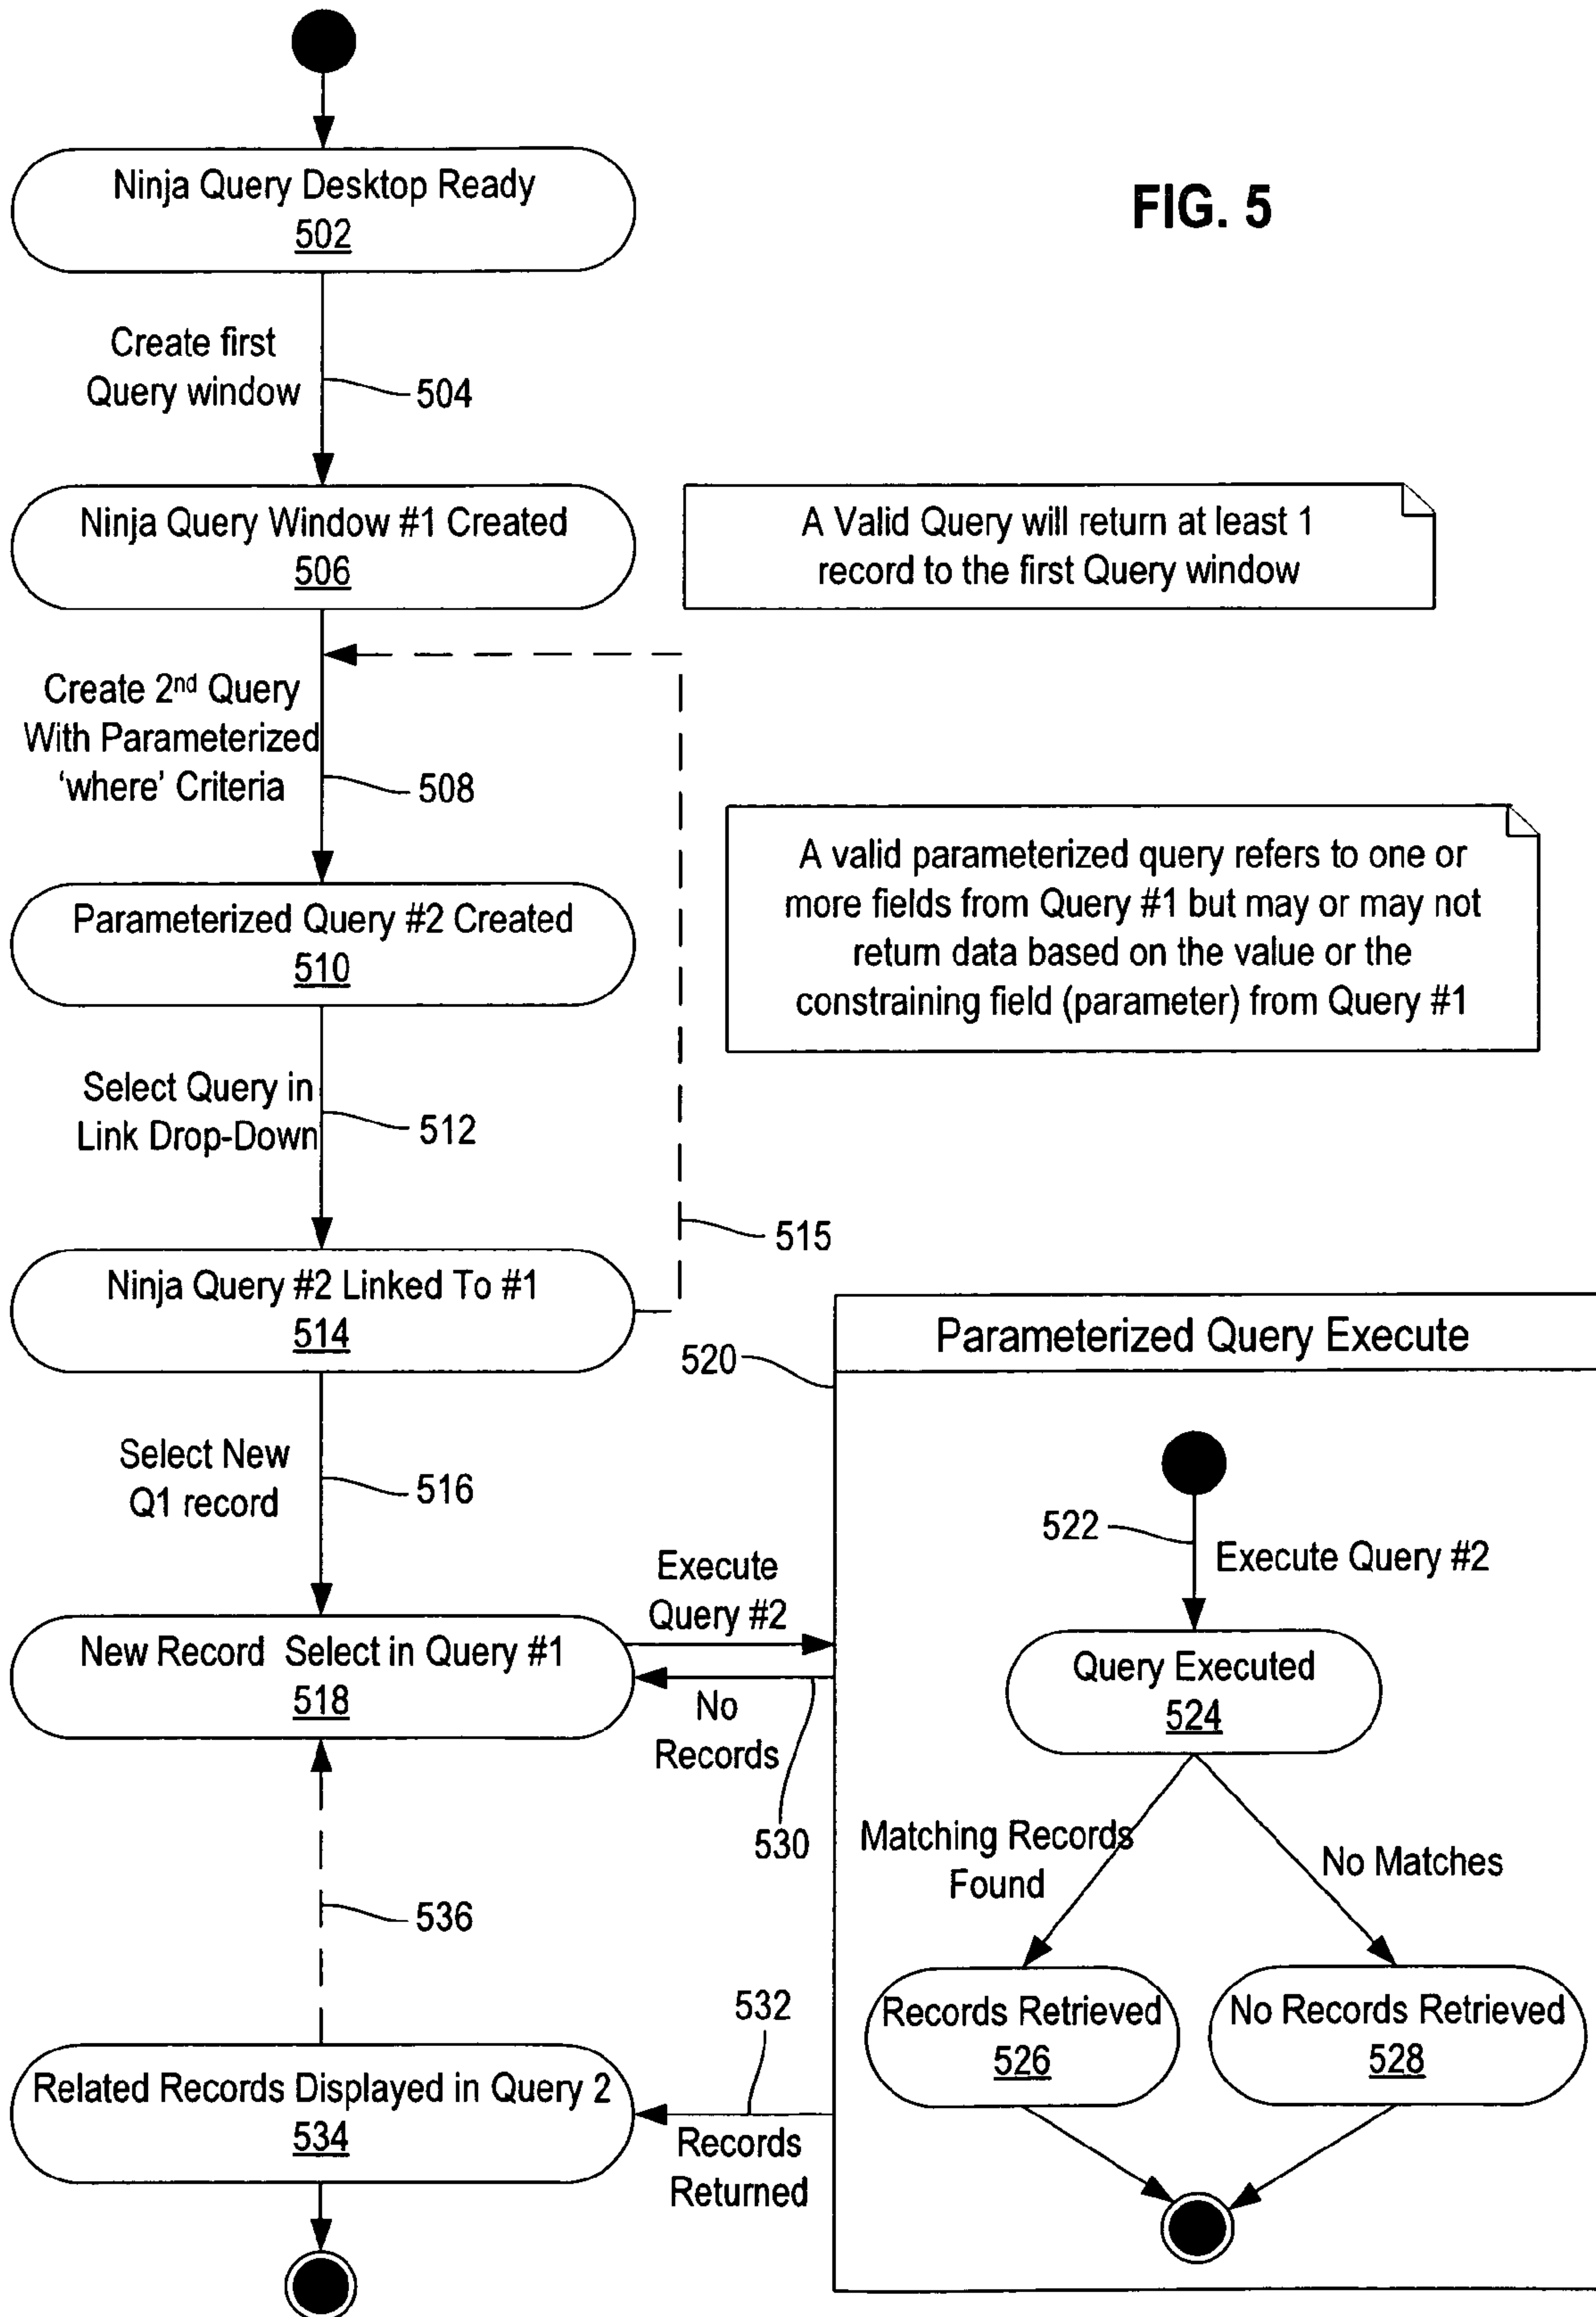 FIG. 5
Ninja Query Desktop Ready
502
Create first
Query window
504
Ninja Query Window #1 Created
506
A Valid Query will return at least 1
record to the first Query window
Create 2nd Query
With Parameterized
‘where’ Criteria
508
Parameterized Query #2 Created
510
A valid parameterized query refers to one or
more fields from Query #1 but may or may not
return data based on the value or the
constraining field (parameter) from Query #1
Select Query in
Link Drop-Down
512
515
Ninja Query #2 Linked To #1
514
Select New
Q1 record
516
New Record Select in Query #1
518
Execute
Query #2
No
Records
530
536
Related Records Displayed in Query 2
534
532
Records
Returned
520
Parameterized Query Execute
522
Execute Query #2
Query Executed
524
Matching Records
Found
No Matches
Records Retrieved
526
No Records Retrieved
528